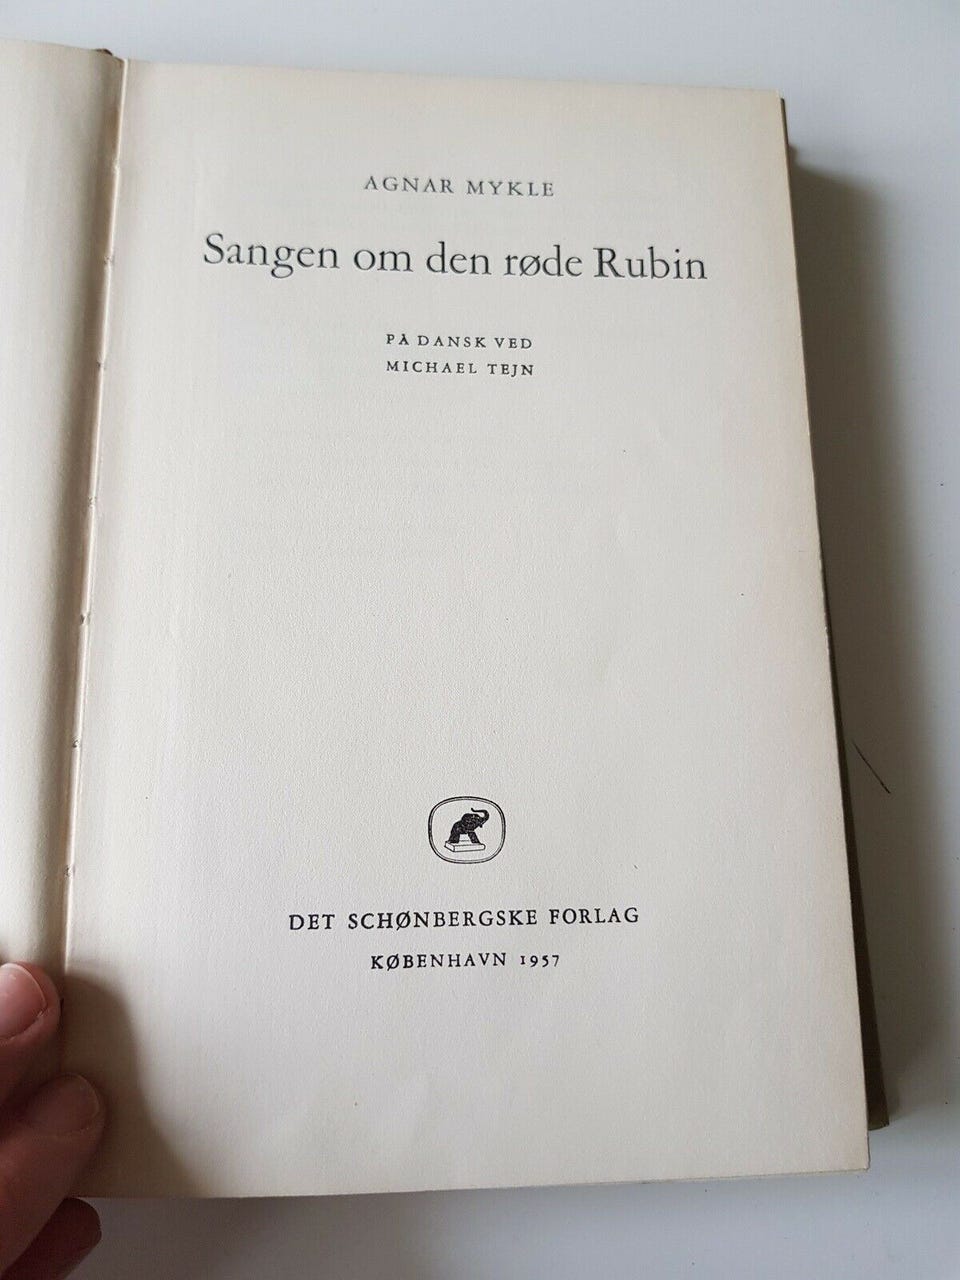 AGNAR MYKLE
Sangen om den røde Rubin
PÅ DANSK VED
MICHAEL TEJN
DET SCHØNBERGSKE FORLAG
KØBENHAVN 1957